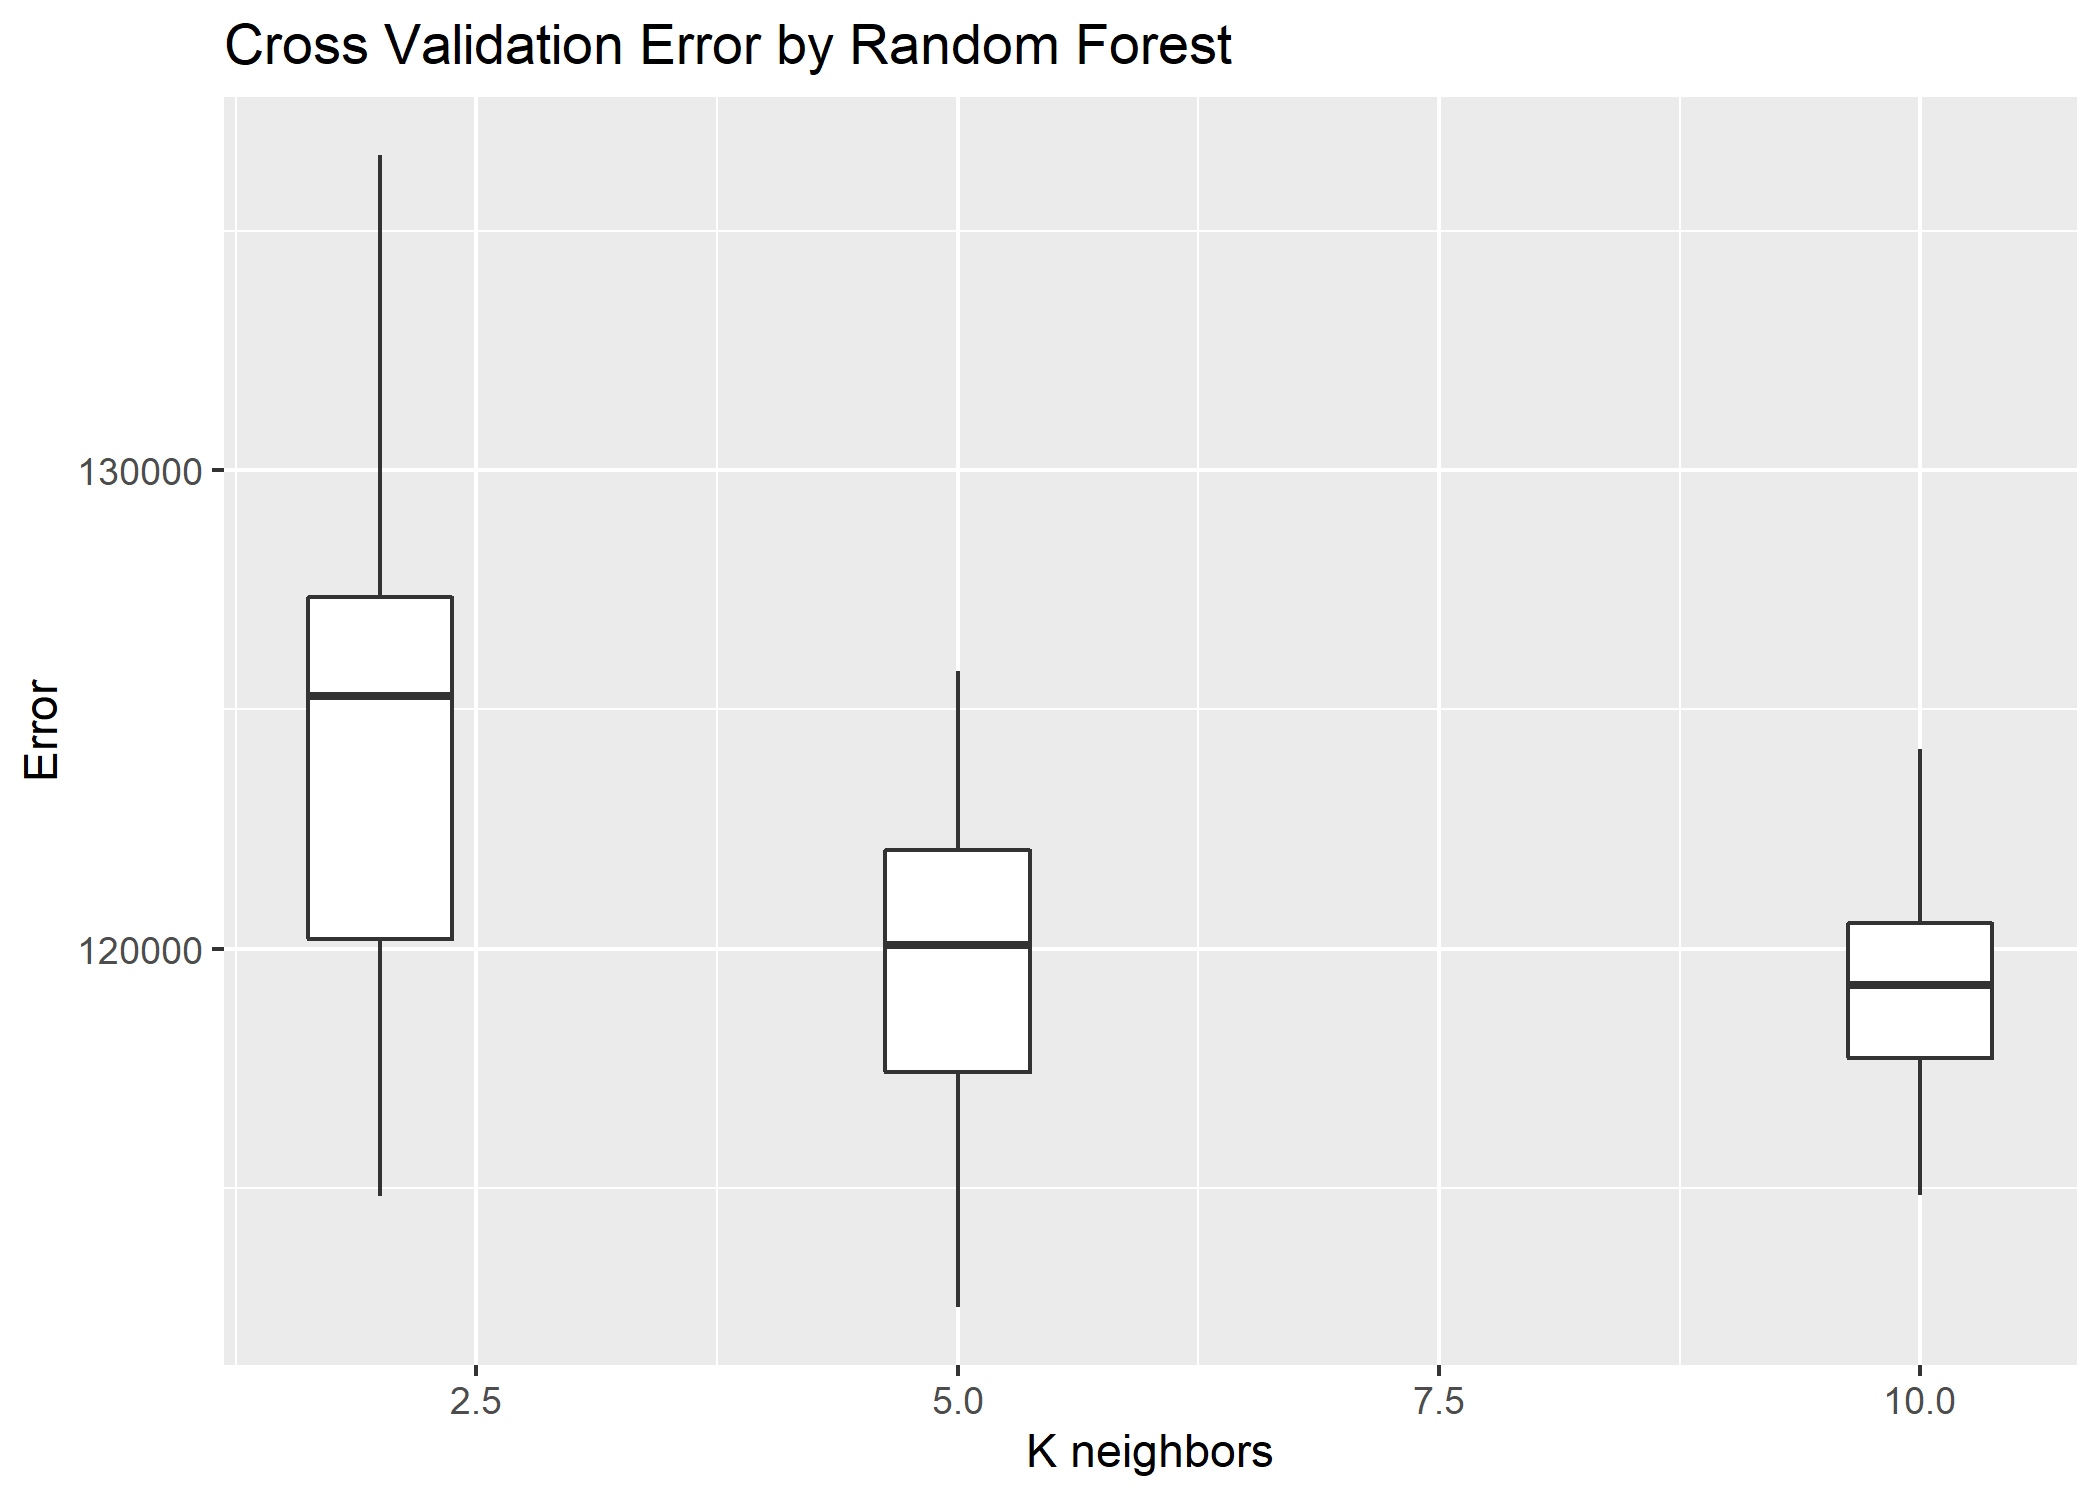 Cross Validation Error by Random Forest
Error
130000
120000
2.5
5.0
7.5
10.0
K neighbors